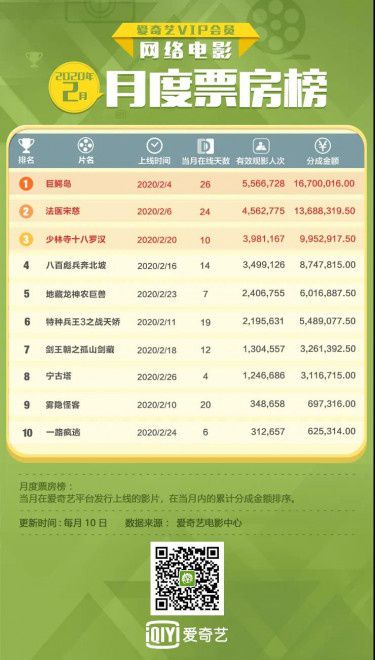 爱奇艺VIP会员
网络电影
2020年
2月
月度票房榜
排名 片名 上线时间 当月在线天数 有效观影人次 分成金额
1 巨鳄岛 2020/2/4 26 5,566,728 16,700,016.00
2 法医宋慈 2020/2/6 24 4,562,775 13,688,319.50
3 少林寺十八罗汉 2020/2/20 10 3,981,167 9,952,917.50
4 八百彪兵奔北坡 2020/2/16 14 3,499,126 8,747,815.00
5 地藏龙神农巨兽 2020/2/23 7 2,406,755 6,016,887.50
6 特种兵王3之战天娇 2020/2/11 19 2,195,631 5,489,077.50
7 剑王朝之孤山剑藏 2020/2/18 12 1,304,557 3,261,392.50
8 宁古塔 2020/2/26 4 1,246,686 3,116,715.00
9 雾隐怪客 2020/2/10 20 348,658 697,316.00
10 一路疯逃 2020/2/24 6 312,657 625,314.00
月度票房榜：
当月在爱奇艺平台发行上线的影片，在当月内的累计分成金额排序。
更新时间：每月 10 日 数据来源： 爱奇艺电影中心
iQIYI 爱奇艺